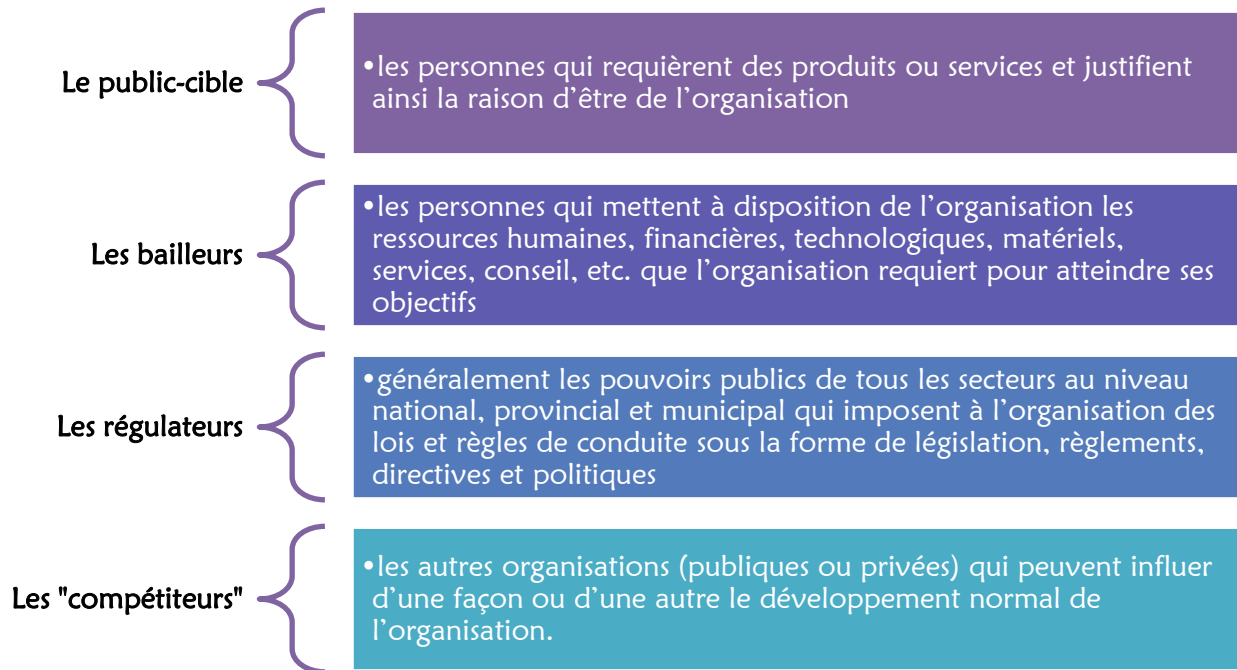 Le public-cible
•les personnes qui requièrent des produits ou services et justifient
ainsi la raison d’être de l’organisation
Les bailleurs
•les personnes qui mettent à disposition de l’organisation les
ressources humaines, financières, technologiques, matériels,
services, conseil, etc. que l’organisation requiert pour atteindre ses
objectifs
Les régulateurs
•généralement les pouvoirs publics de tous les secteurs au niveau
national, provincial et municipal qui imposent à l’organisation des
lois et règles de conduite sous la forme de législation, règlements,
directives et politiques
Les "compétiteurs"
•les autres organisations (publiques ou privées) qui peuvent influer
d’une façon ou d’une autre le développement normal de
l’organisation.